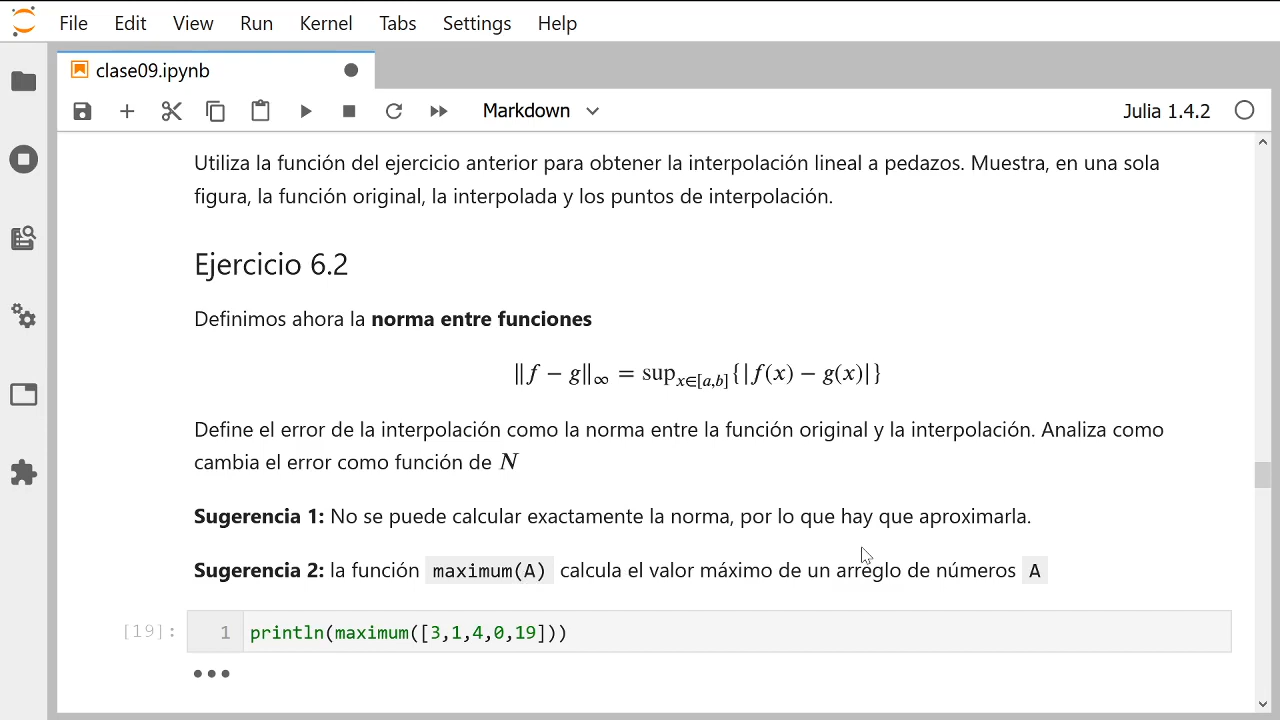 File Edit View Run Kernel Tabs Settings Help
clase09.ipynb
Markdown Julia 1.4.2
Utiliza la función del ejercicio anterior para obtener la interpolación lineal a pedazos. Muestra, en una sola
figura, la función original, la interpolada y los puntos de interpolación.
Ejercicio 6.2
Definimos ahora la norma entre funciones
‖f − g‖∞ = sup_{x∈[a,b]}{|f(x) − g(x)|}
Define el error de la interpolación como la norma entre la función original y la interpolación. Analiza como
cambia el error como función de N
Sugerencia 1: No se puede calcular exactamente la norma, por lo que hay que aproximarla.
Sugerencia 2: la función maximum(A) calcula el valor máximo de un arreglo de números A
[19]: 1 println(maximum([3,1,4,0,19]))